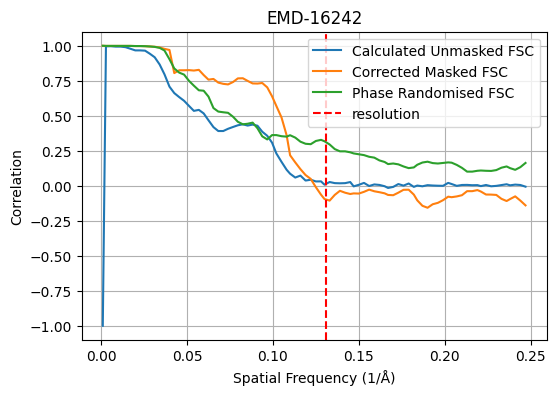 EMD-16242
1.00
0.75
0.50
0.25
0.00
−0.25
−0.50
−0.75
−1.00
Correlation
Calculated Unmasked FSC
Corrected Masked FSC
Phase Randomised FSC
resolution
0.00 0.05 0.10 0.15 0.20 0.25
Spatial Frequency (1/Å)